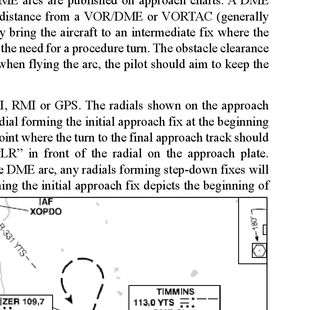 ME arcs are published on approach charts. A DME
distance from a VOR/DME or VORTAC (generally
y bring the aircraft to an intermediate fix where the
the need for a procedure turn. The obstacle clearance
when flying the arc, the pilot should aim to keep the
I, RMI or GPS. The radials shown on the approach
dial forming the initial approach fix at the beginning
oint where the turn to the final approach track should
LR” in front of the radial on the approach plate.
e DME arc, any radials forming step-down fixes will
ning the initial approach fix depicts the beginning of
IAF
XOPDO
R-331 YTS
TIMMINS
113,0 YTS
ZER 109,7